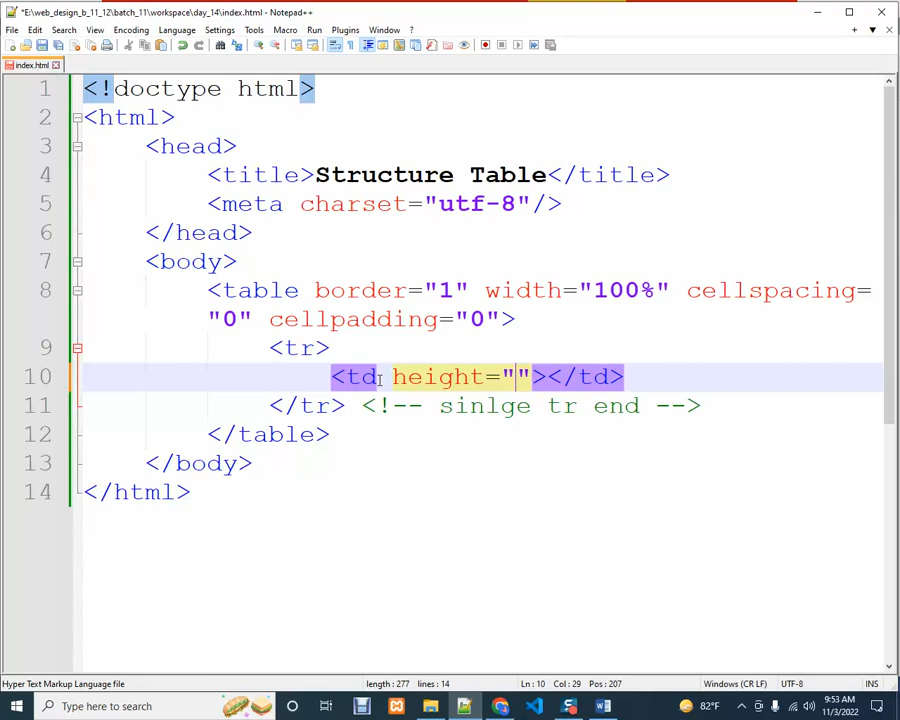 *E:\web_design_b_11_12\batch_11\workspace\day_14\index.html - Notepad++
File Edit Search View Encoding Language Settings Tools Macro Run Plugins Window ?
index.html
1 <!doctype html>
2 <html>
3 <head>
4 <title>Structure Table</title>
5 <meta charset="utf-8"/>
6 </head>
7 <body>
8 <table border="1" width="100%" cellspacing=
"0" cellpadding="0">
9 <tr>
10 <td height=""></td>
11 </tr> <!-- sinlge tr end -->
12 </table>
13 </body>
14 </html>
Hyper Text Markup Language file length : 277 lines : 14 Ln : 10 Col : 29 Pos : 207 Windows (CR LF) UTF-8 INS
Type here to search 82°F 9:53 AM
11/3/2022